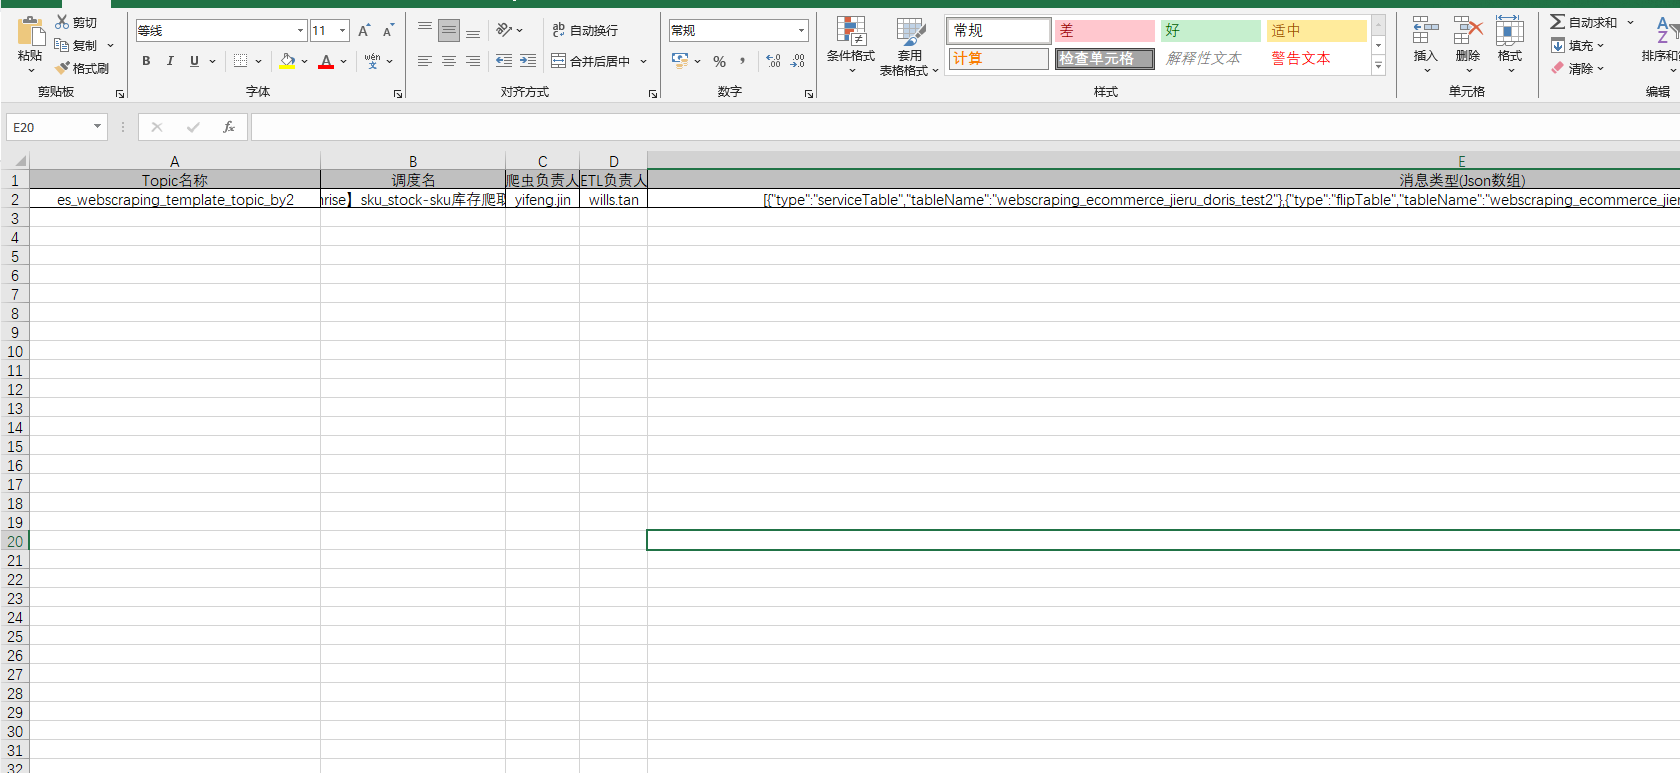 剪切
复制
格式刷
粘贴
剪贴板
等线
11
B I U
wén
文
字体
ab
自动换行
合并后居中
对齐方式
常规
%
数字
条件格式
套用
表格格式
常规 差 好 适中
计算 检查单元格 解释性文本 警告文本
样式
插入 删除 格式
单元格
自动求和
填充
清除
编辑
E20
fx
A B C D E
1 Topic名称 调度名 爬虫负责人 ETL负责人 消息类型(Json数组)
2 es_webscraping_template_topic_by2 rise】sku_stock-sku库存爬取 yifeng.jin wills.tan [{"type":"serviceTable","tableName":"webscraping_ecommerce_jieru_doris_test2"},{"type":"flipTable","tableName":"webscraping_ecommerce_jier
3
4
5
6
7
8
9
10
11
12
13
14
15
16
17
18
19
20
21
22
23
24
25
26
27
28
29
30
31
32